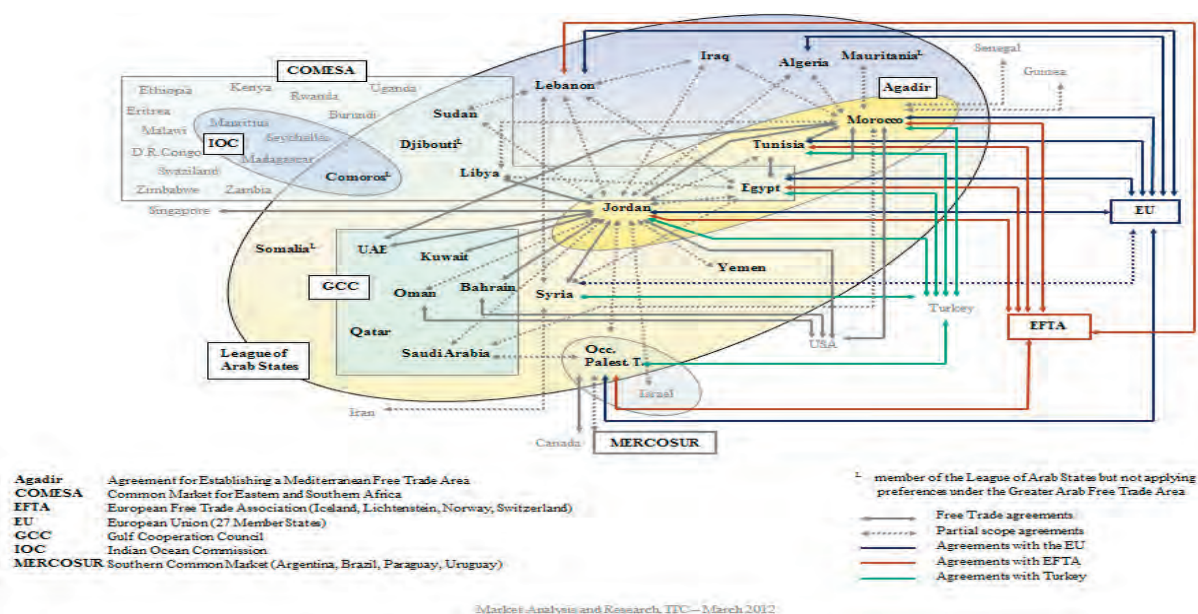 Senegal
Iraq
Algeria
Mauritania^L
Guinea
COMESA
Lebanon
Ethiopia
Kenya
Uganda
Rwanda
Agadir
Eritrea
Mauritius
Burundi
Sudan
Morocco
Malawi
IOC
Seychelles
Djibouti^L
Tunisia
D.R.Congo
Madagascar
Swaziland
Comoros^L
Libya
Egypt
Zimbabwe
Zambia
Singapore
Jordan
EU
Somalia^L
UAE
Kuwait
Yemen
GCC
Oman
Bahrain
Syria
Turkey
Qatar
EFTA
USA
League of
Arab States
Saudi Arabia
Occ.
Palest. T.
Israel
Iran
Canada
MERCOSUR
Agadir Agreement for Establishing a Mediterranean Free Trade Area
COMESA Common Market for Eastern and Southern Africa
EFTA European Free Trade Association (Iceland, Lichtenstein, Norway, Switzerland)
EU European Union (27 Member States)
GCC Gulf Cooperation Council
IOC Indian Ocean Commission
MERCOSUR Southern Common Market (Argentina, Brazil, Paraguay, Uruguay)
L member of the League of Arab States but not applying
preferences under the Greater Arab Free Trade Area
Free Trade agreements
Partial scope agreements
Agreements with the EU
Agreements with EFTA
Agreements with Turkey
Market Analysis and Research, ITC – March 2012